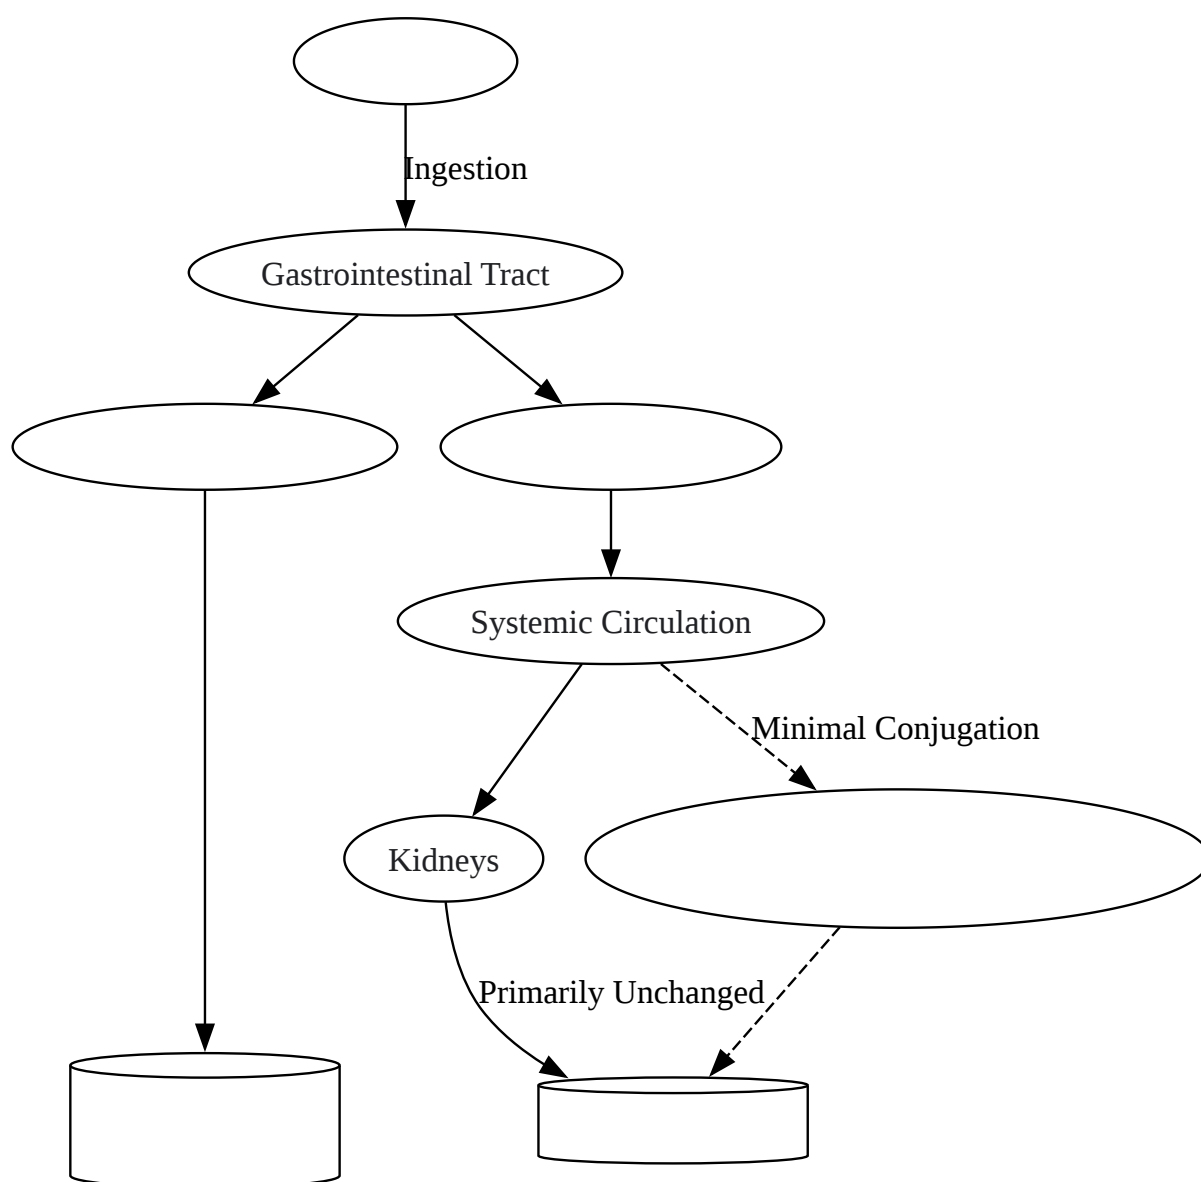 Ingestion
Gastrointestinal Tract
Systemic Circulation
Minimal Conjugation
Kidneys
Primarily Unchanged